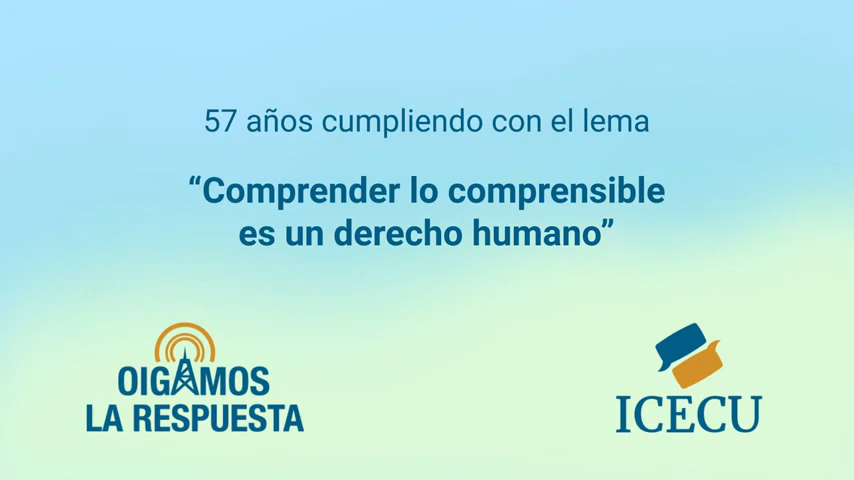 57 años cumpliendo con el lema
“Comprender lo comprensible
es un derecho humano”
OIGAMOS
LA RESPUESTA
ICECU